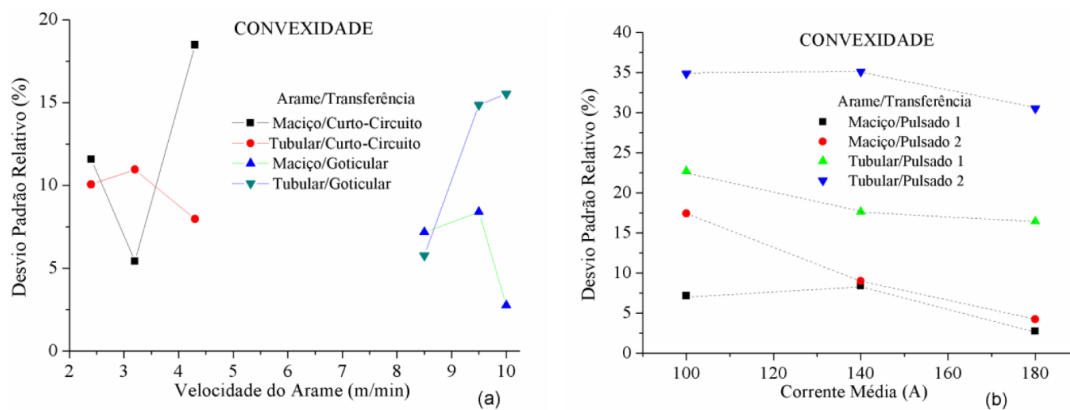 CONVEXIDADE
Desvio Padrão Relativo (%)
20
15
10
5
0
Arame/Transferência
Maciço/Curto-Circuito
Tubular/Curto-Circuito
Maciço/Goticular
Tubular/Goticular
2 3 4 5 6 7 8 9 10
Velocidade do Arame (m/min)
(a)
CONVEXIDADE
Desvio Padrão Relativo (%)
40
35
30
25
20
15
10
5
0
Arame/Transferência
Maciço/Pulsado 1
Maciço/Pulsado 2
Tubular/Pulsado 1
Tubular/Pulsado 2
100 120 140 160 180
Corrente Média (A)
(b)